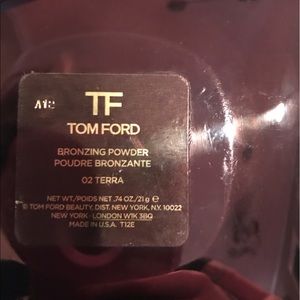 A12
TF
TOM FORD
BRONZING POWDER
POUDRE BRONZANTE
02 TERRA
NET WT./POIDS NET .74 OZ./21 g ℮
© TOM FORD BEAUTY, DIST. NEW YORK, N.Y. 10022
NEW YORK · LONDON W1K 3BQ
MADE IN U.S.A. T12E